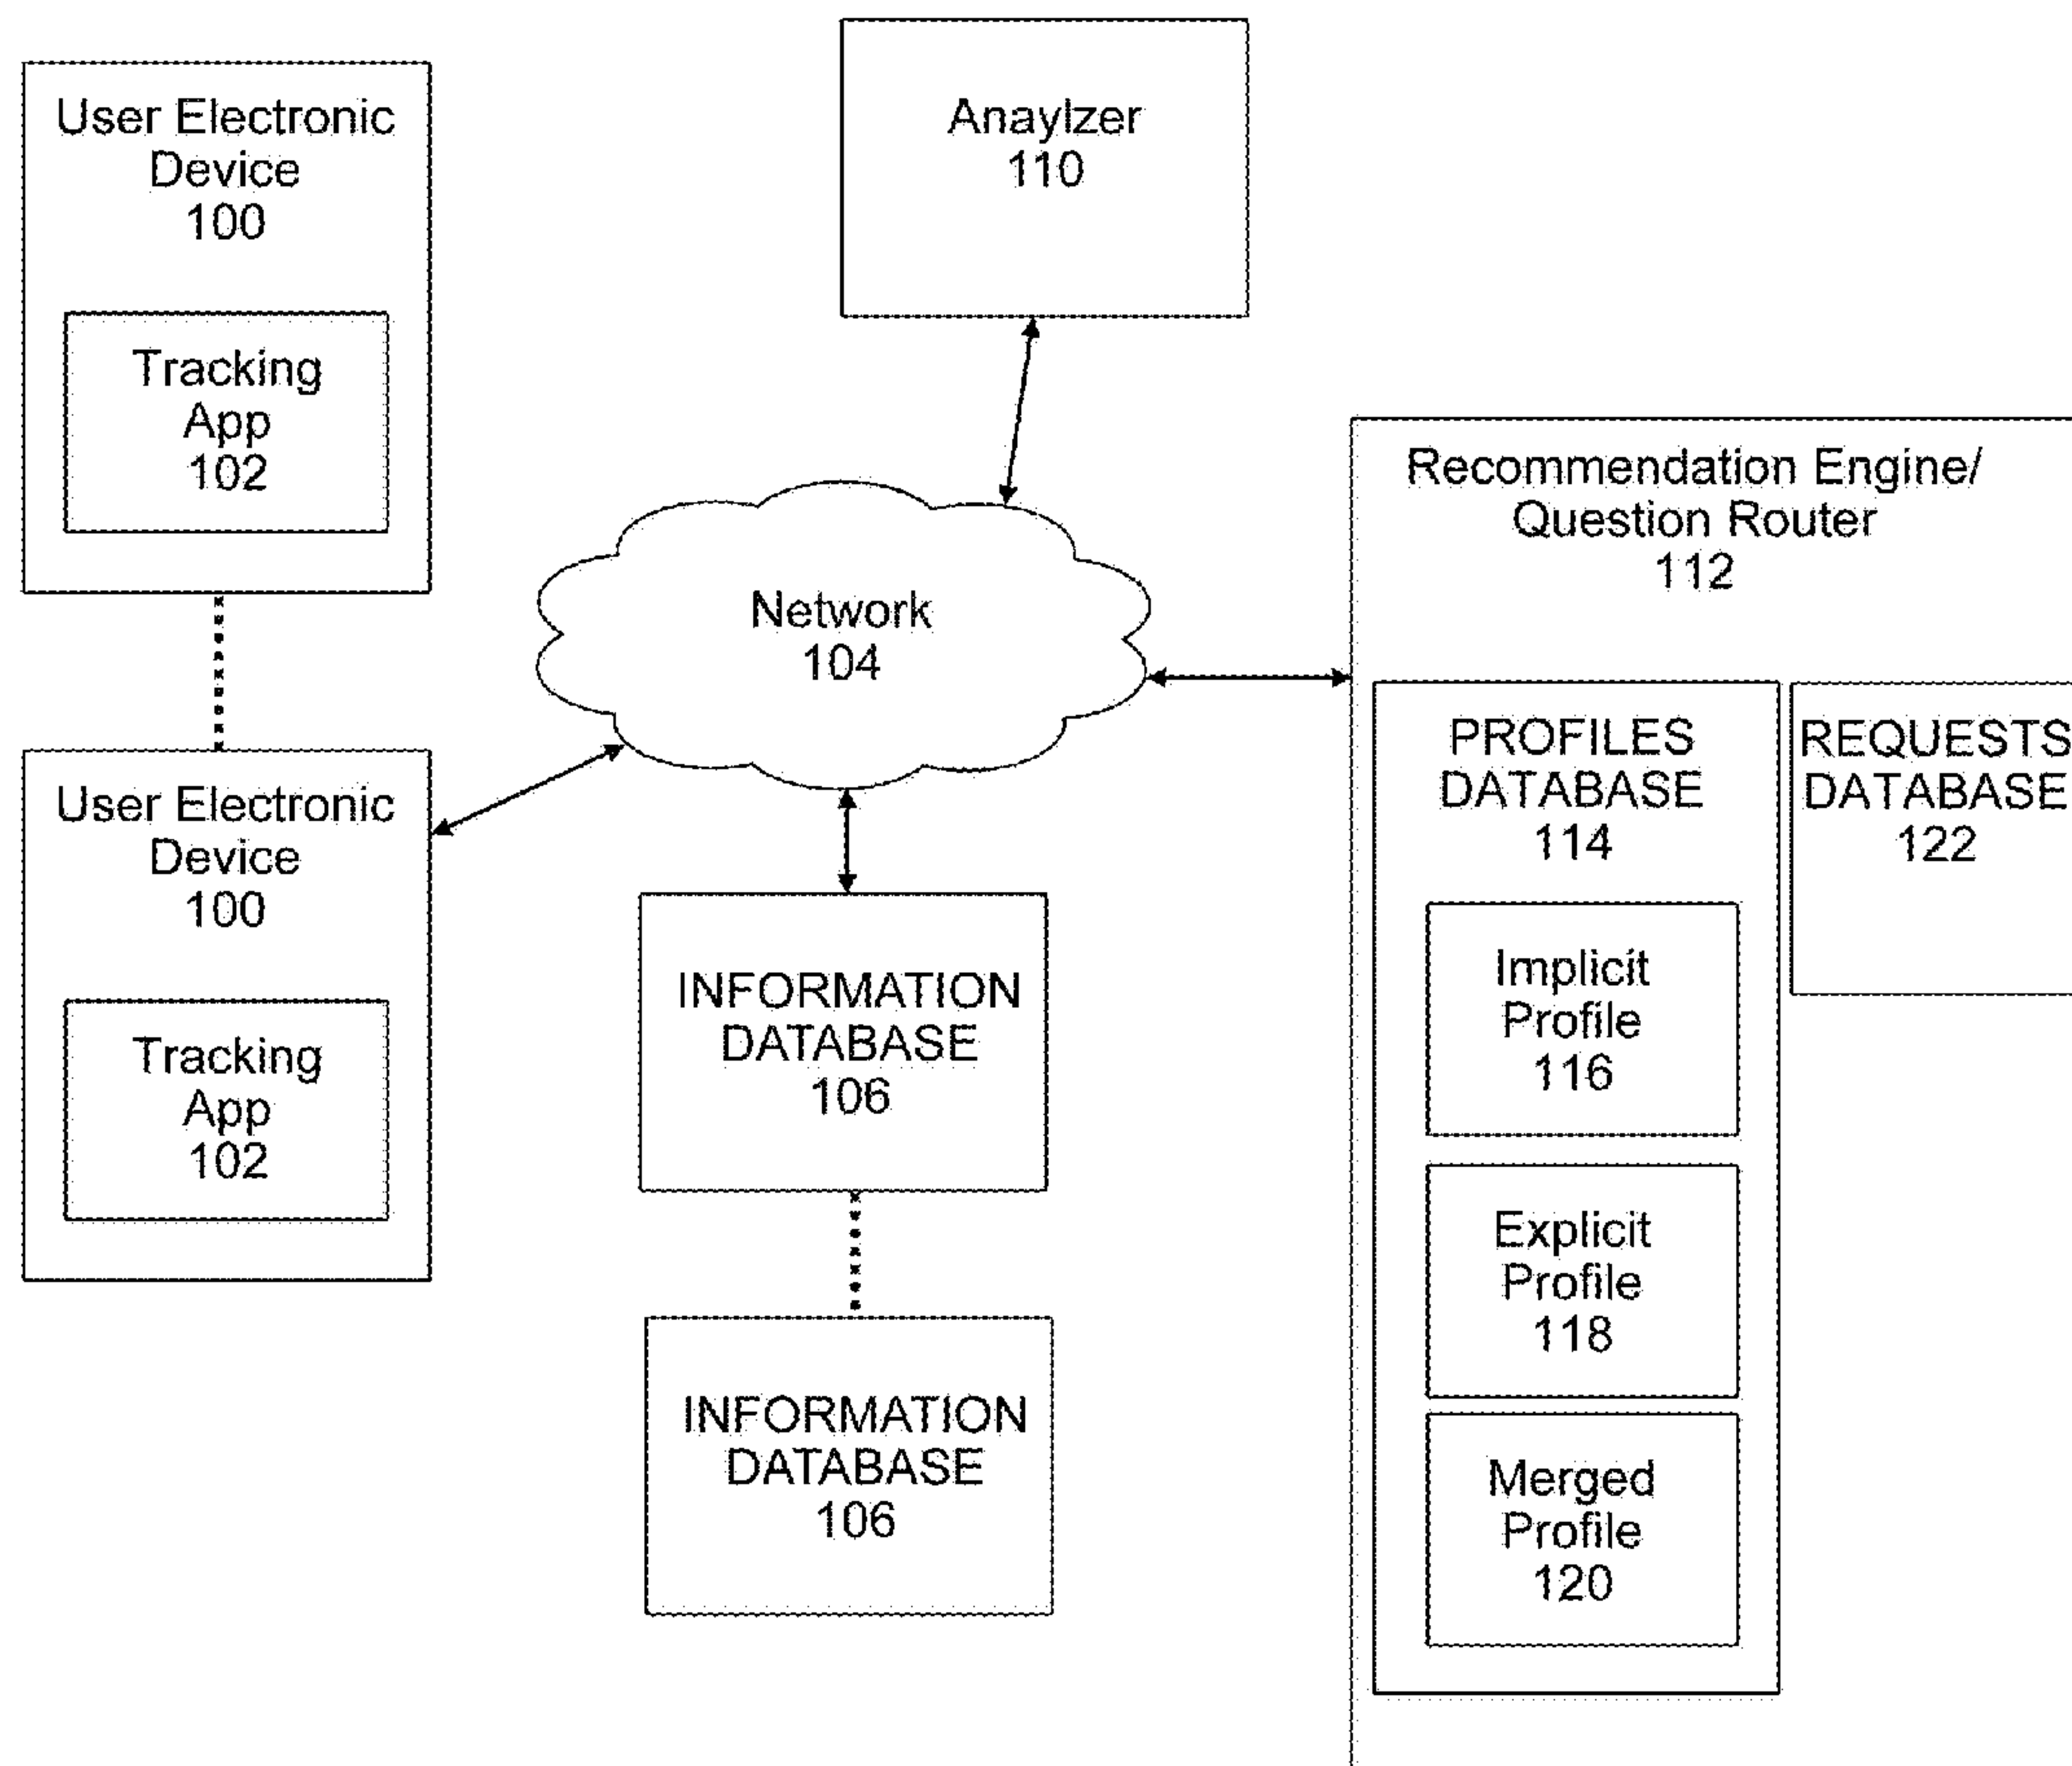 User Electronic
Device
100
Tracking
App
102
Anaylzer
110
Network
104
Recommendation Engine/
Question Router
112
PROFILES
DATABASE
114
Implicit
Profile
116
Explicit
Profile
118
Merged
Profile
120
REQUESTS
DATABASE
122
User Electronic
Device
100
Tracking
App
102
INFORMATION
DATABASE
106
INFORMATION
DATABASE
106